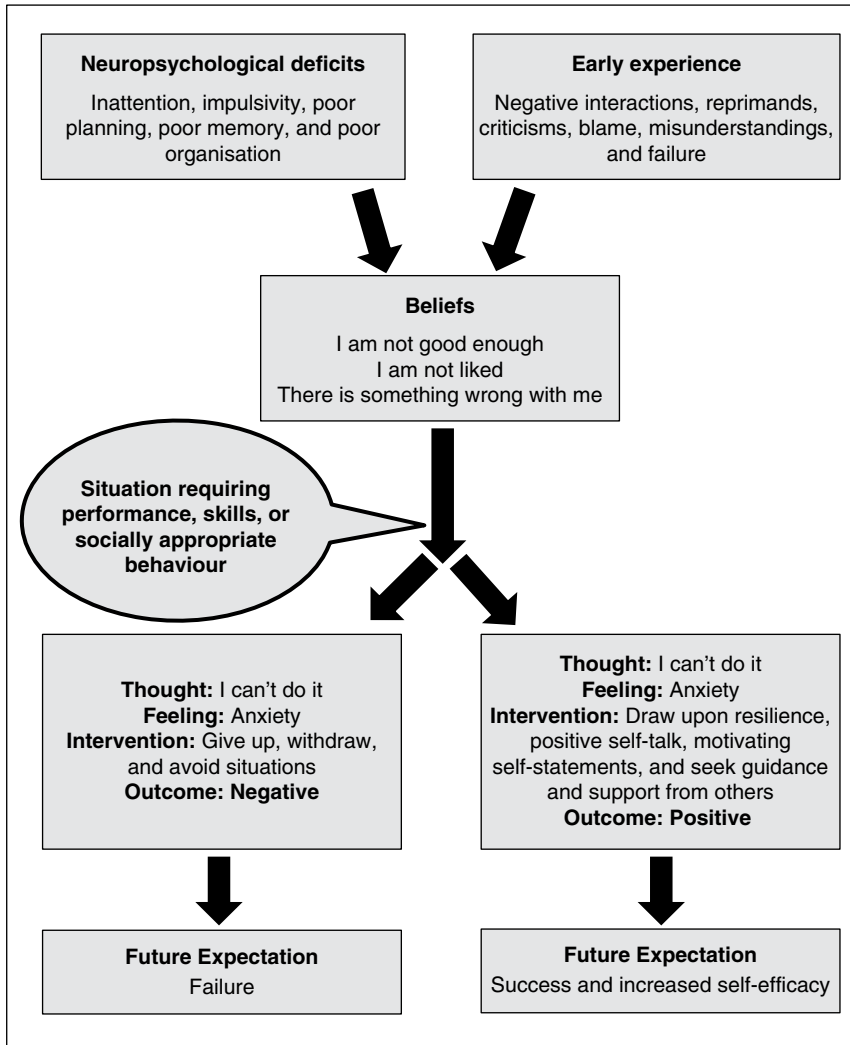 Neuropsychological deficits
Inattention, impulsivity, poor
planning, poor memory, and poor
organisation
Early experience
Negative interactions, reprimands,
criticisms, blame, misunderstandings,
and failure
Beliefs
I am not good enough
I am not liked
There is something wrong with me
Situation requiring
performance, skills, or
socially appropriate
behaviour
Thought: I can’t do it
Feeling: Anxiety
Intervention: Give up, withdraw,
and avoid situations
Outcome: Negative
Thought: I can’t do it
Feeling: Anxiety
Intervention: Draw upon resilience,
positive self-talk, motivating
self-statements, and seek guidance
and support from others
Outcome: Positive
Future Expectation
Failure
Future Expectation
Success and increased self-efficacy